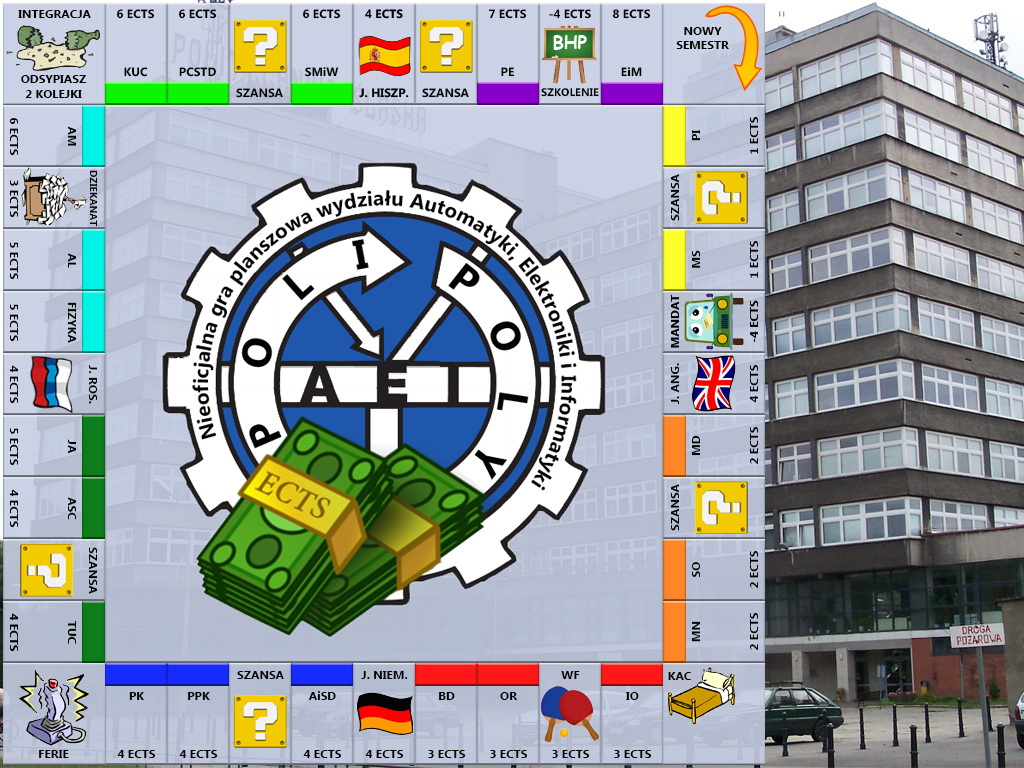 INTEGRACJA
ODSYPIASZ
2 KOLEJKI
6 ECTS
KUC
6 ECTS
PCSTD
?
SZANSA
6 ECTS
SMiW
4 ECTS
J. HISZP.
?
SZANSA
7 ECTS
PE
-4 ECTS
BHP
SZKOLENIE
8 ECTS
EiM
NOWY
SEMESTR
PI
1 ECTS
SZANSA
?
MS
1 ECTS
MANDAT
-4 ECTS
J. ANG.
4 ECTS
MD
2 ECTS
SZANSA
?
SO
2 ECTS
MN
2 ECTS
KAC
IO
3 ECTS
WF
3 ECTS
OR
3 ECTS
BD
3 ECTS
J. NIEM.
4 ECTS
AiSD
4 ECTS
SZANSA
?
PPK
4 ECTS
PK
4 ECTS
FERIE
TUC
4 ECTS
SZANSA
?
ASC
4 ECTS
JA
5 ECTS
J. ROS.
4 ECTS
FIZYKA
5 ECTS
AL
5 ECTS
DZIEKANAT
3 ECTS
AM
6 ECTS
Nieoficjalna gra planszowa wydziału Automatyki, Elektroniki i Informatyki
POLIPOLY
AEI
ECTS
DROGA
POŻAROWA